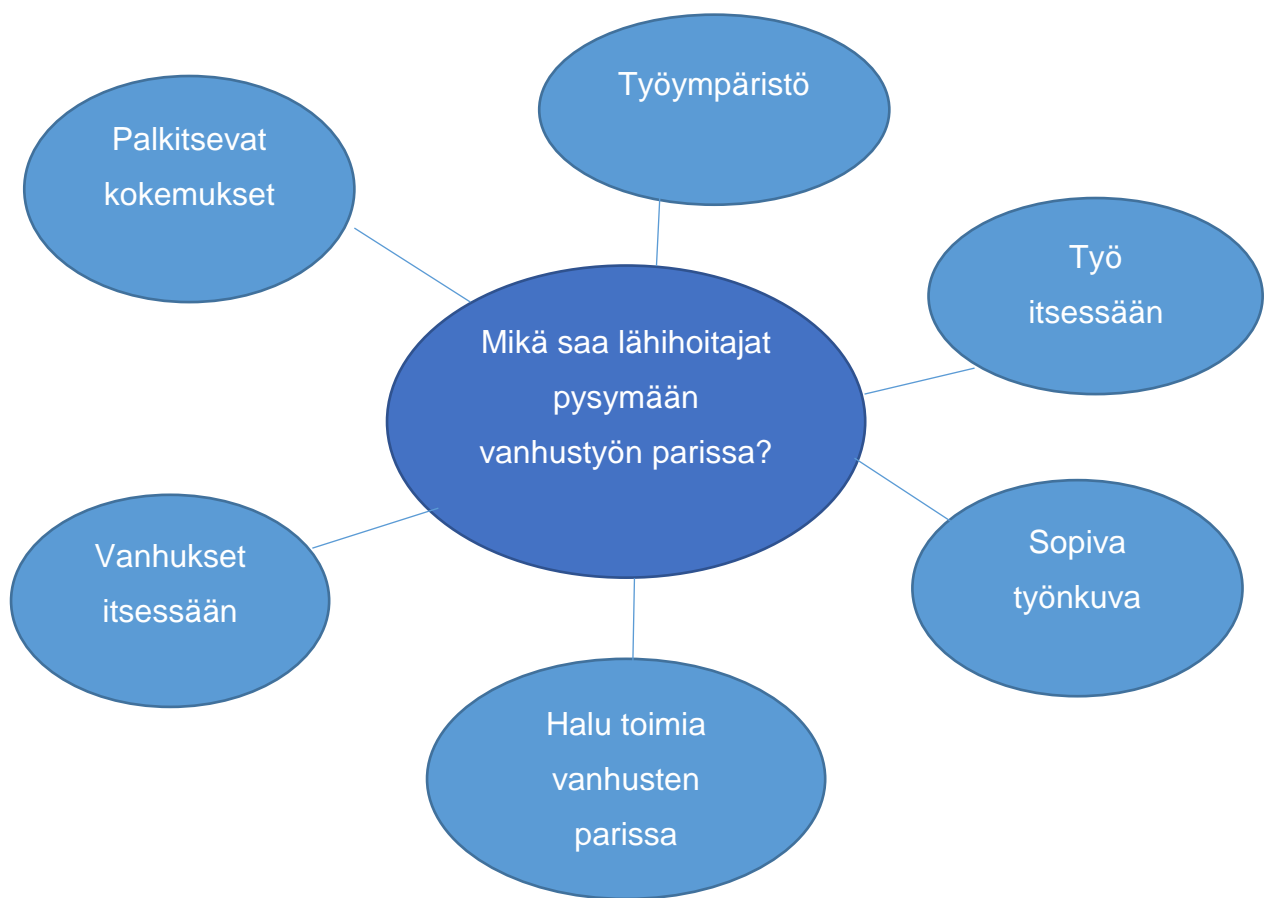 Työympäristö
Palkitsevat
kokemukset
Työ
itsessään
Mikä saa lähihoitajat
pysymään
vanhustyön parissa?
Vanhukset
itsessään
Sopiva
työnkuva
Halu toimia
vanhusten
parissa